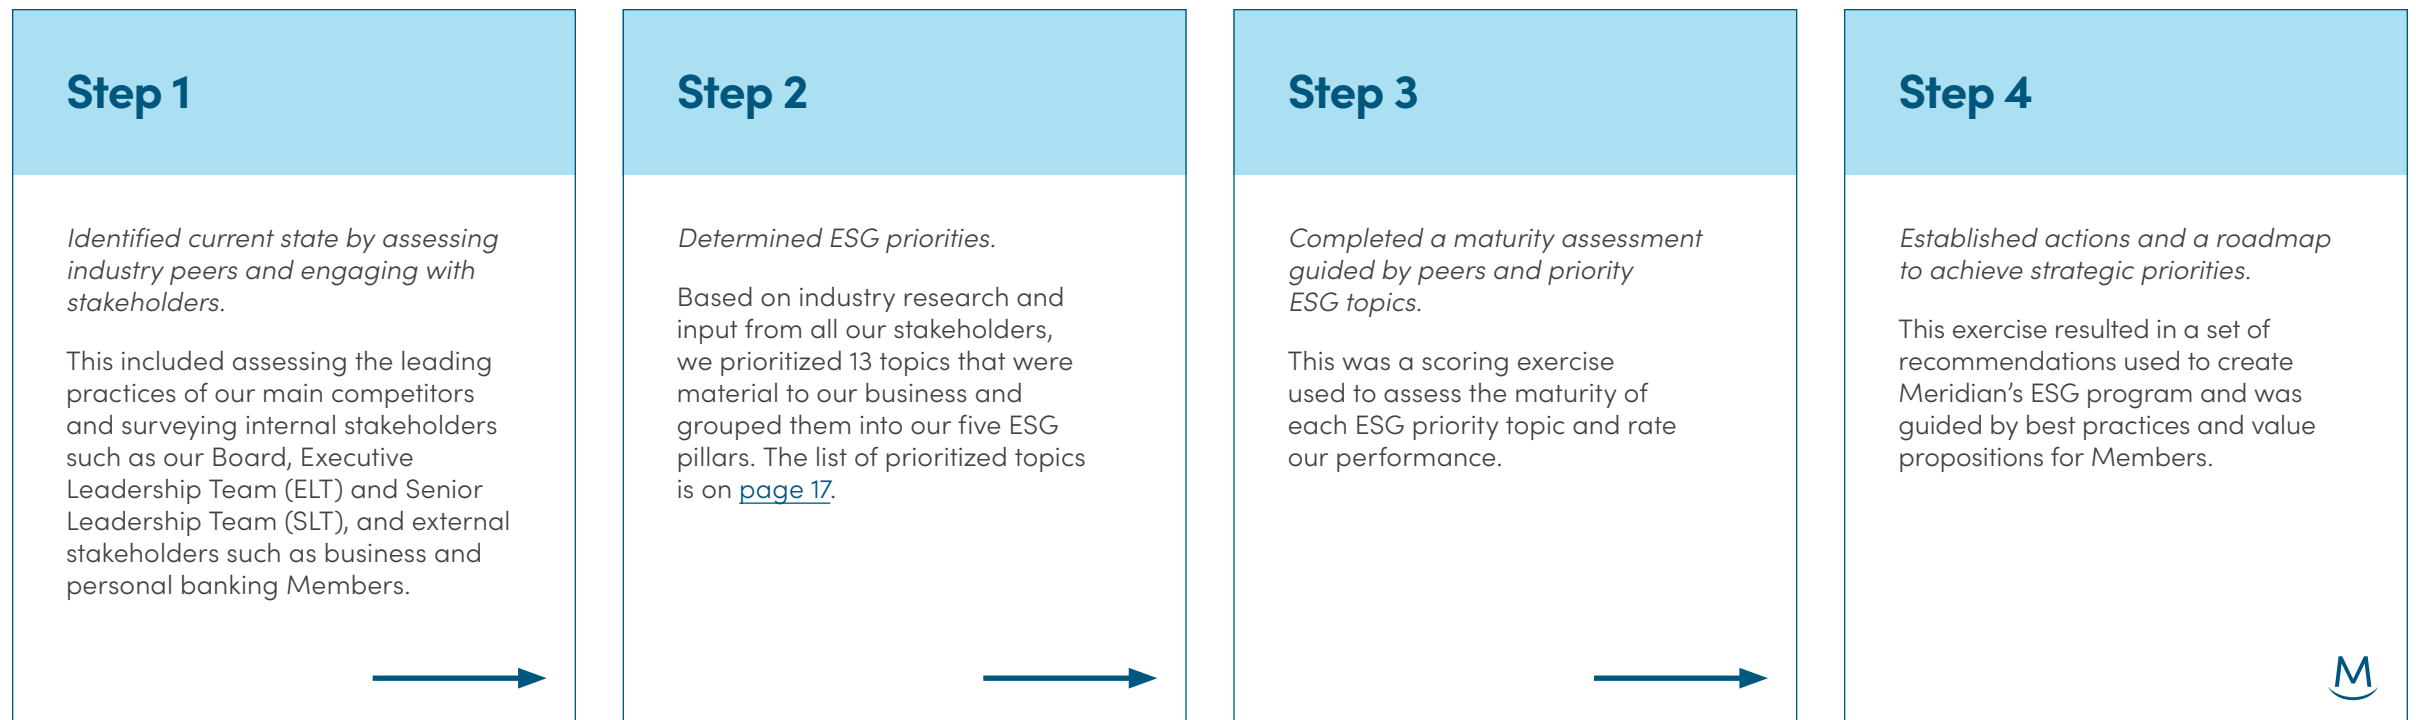 Step 1
Identified current state by assessing
industry peers and engaging with
stakeholders.
This included assessing the leading
practices of our main competitors
and surveying internal stakeholders
such as our Board, Executive
Leadership Team (ELT) and Senior
Leadership Team (SLT), and external
stakeholders such as business and
personal banking Members.
Step 2
Determined ESG priorities.
Based on industry research and
input from all our stakeholders,
we prioritized 13 topics that were
material to our business and
grouped them into our five ESG
pillars. The list of prioritized topics
is on page 17.
Step 3
Completed a maturity assessment
guided by peers and priority
ESG topics.
This was a scoring exercise
used to assess the maturity of
each ESG priority topic and rate
our performance.
Step 4
Established actions and a roadmap
to achieve strategic priorities.
This exercise resulted in a set of
recommendations used to create
Meridian’s ESG program and was
guided by best practices and value
propositions for Members.
M